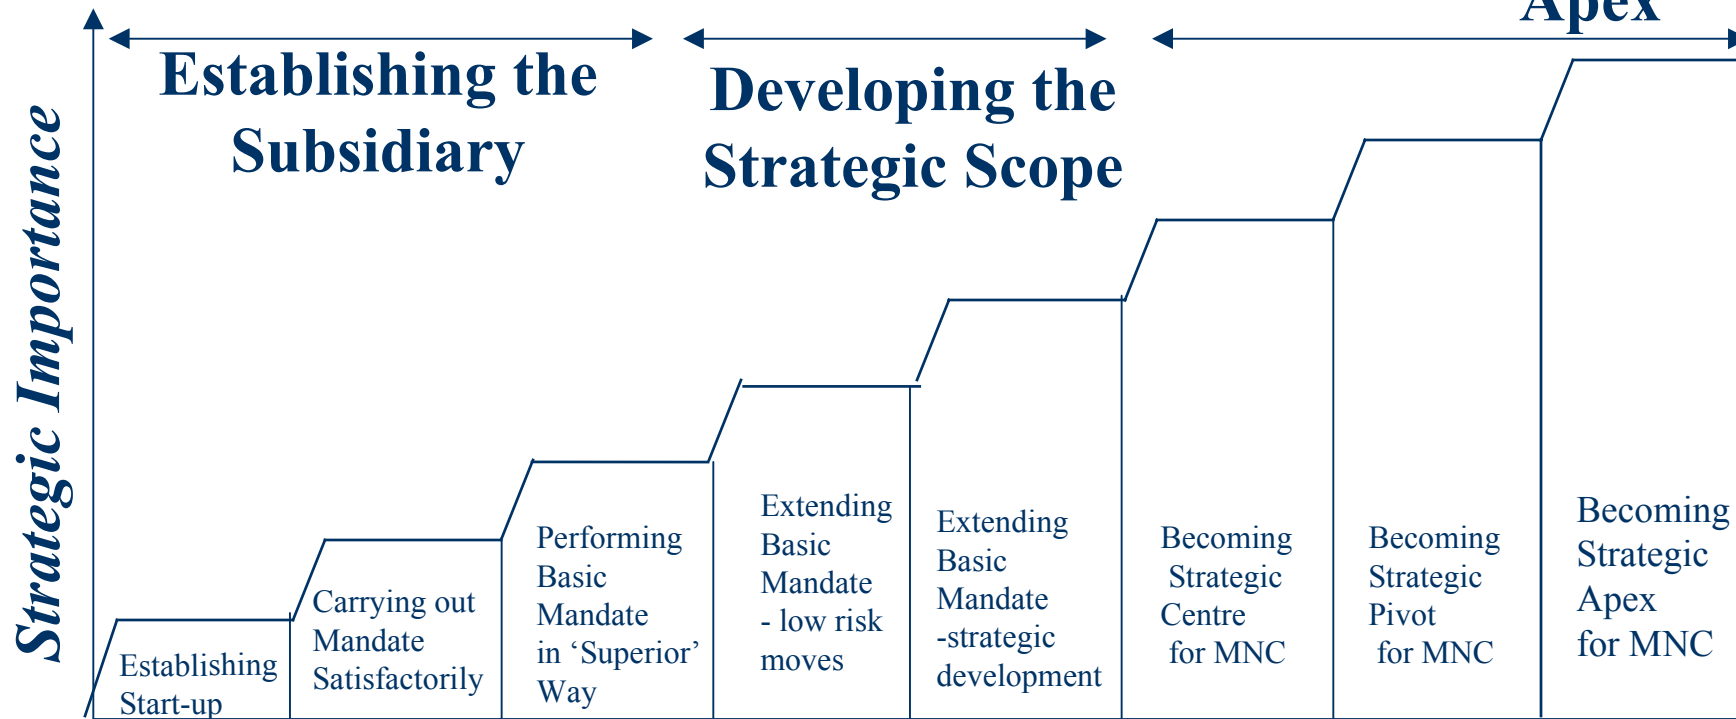 Apex
Establishing the
Subsidiary
Developing the
Strategic Scope
Strategic Importance
Establishing
Start-up
Carrying out
Mandate
Satisfactorily
Performing
Basic
Mandate
in ‘Superior’
Way
Extending
Basic
Mandate
- low risk
moves
Extending
Basic
Mandate
-strategic
development
Becoming
Strategic
Centre
for MNC
Becoming
Strategic
Pivot
for MNC
Becoming
Strategic
Apex
for MNC